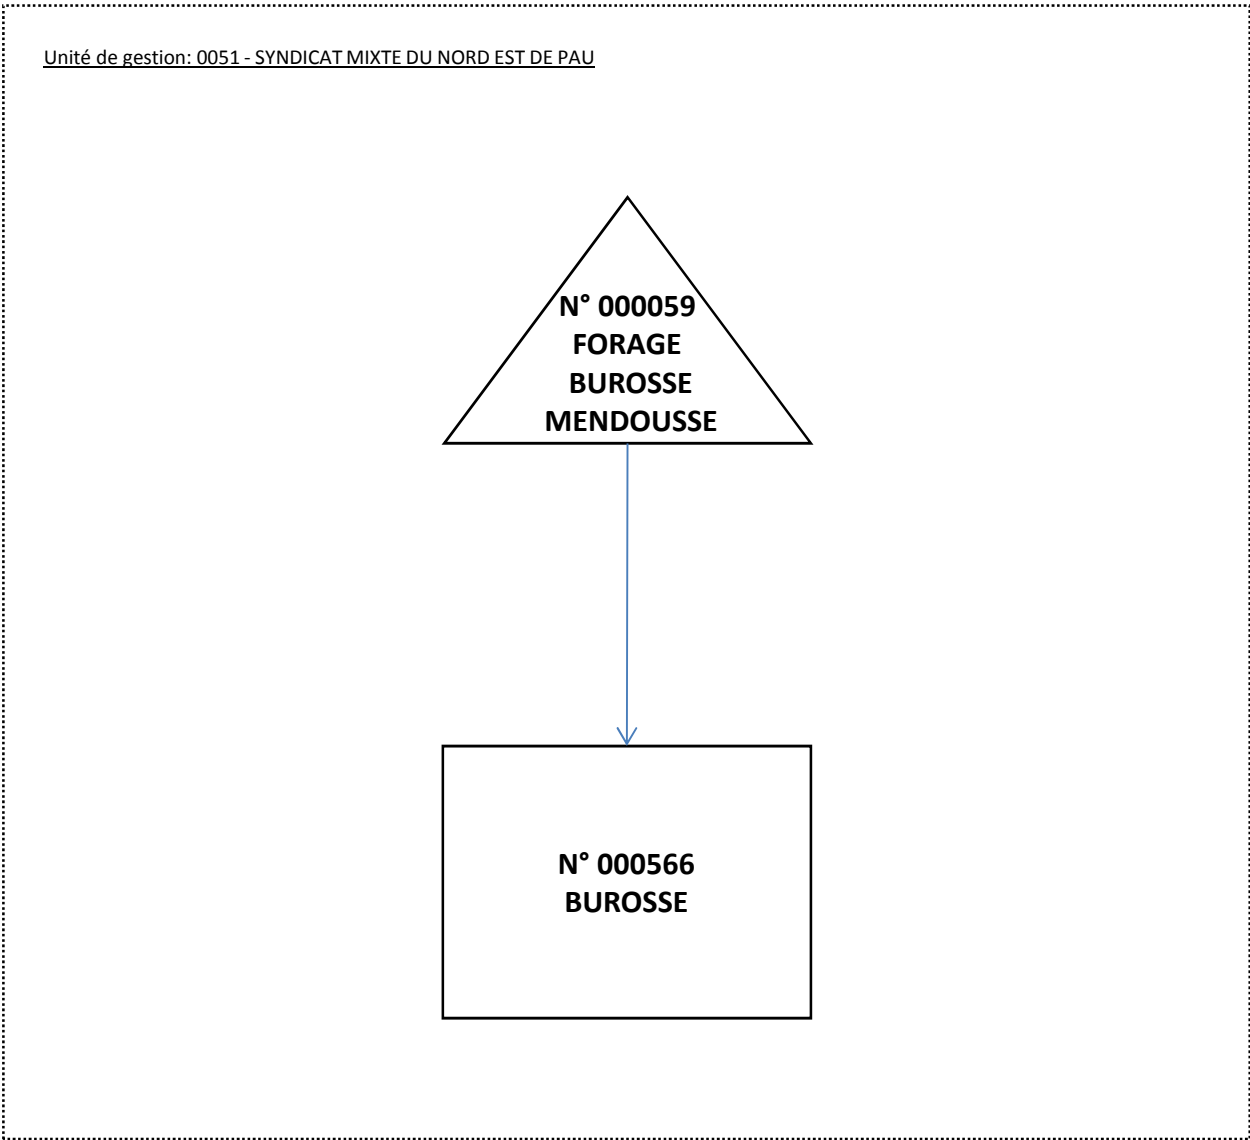 Unité de gestion: 0051 - SYNDICAT MIXTE DU NORD EST DE PAU
N° 000059
FORAGE
BUROSSE
MENDOUSSE
N° 000566
BUROSSE